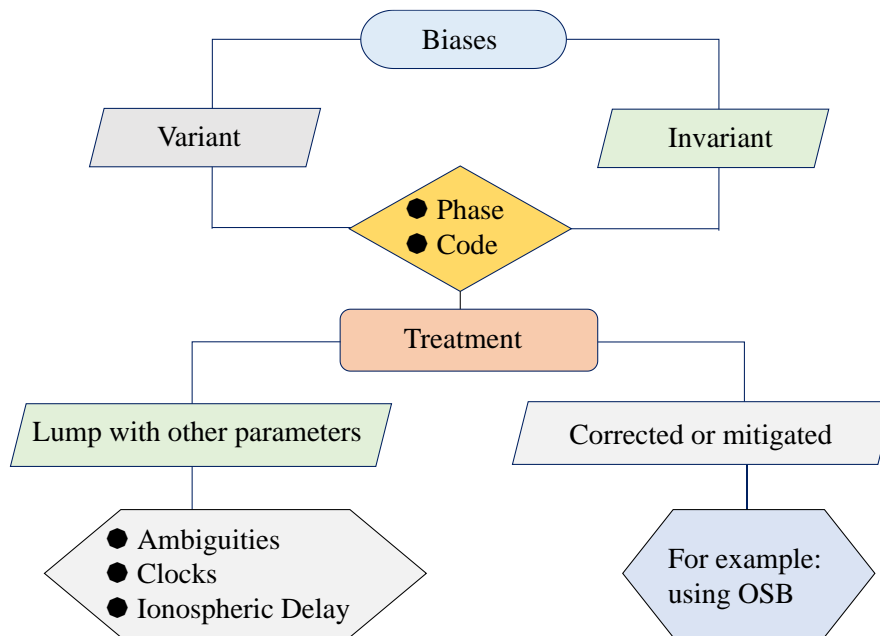 Biases
Variant
Invariant
Phase
Code
Treatment
Lump with other parameters
Corrected or mitigated
Ambiguities
Clocks
Ionospheric Delay
For example:
using OSB